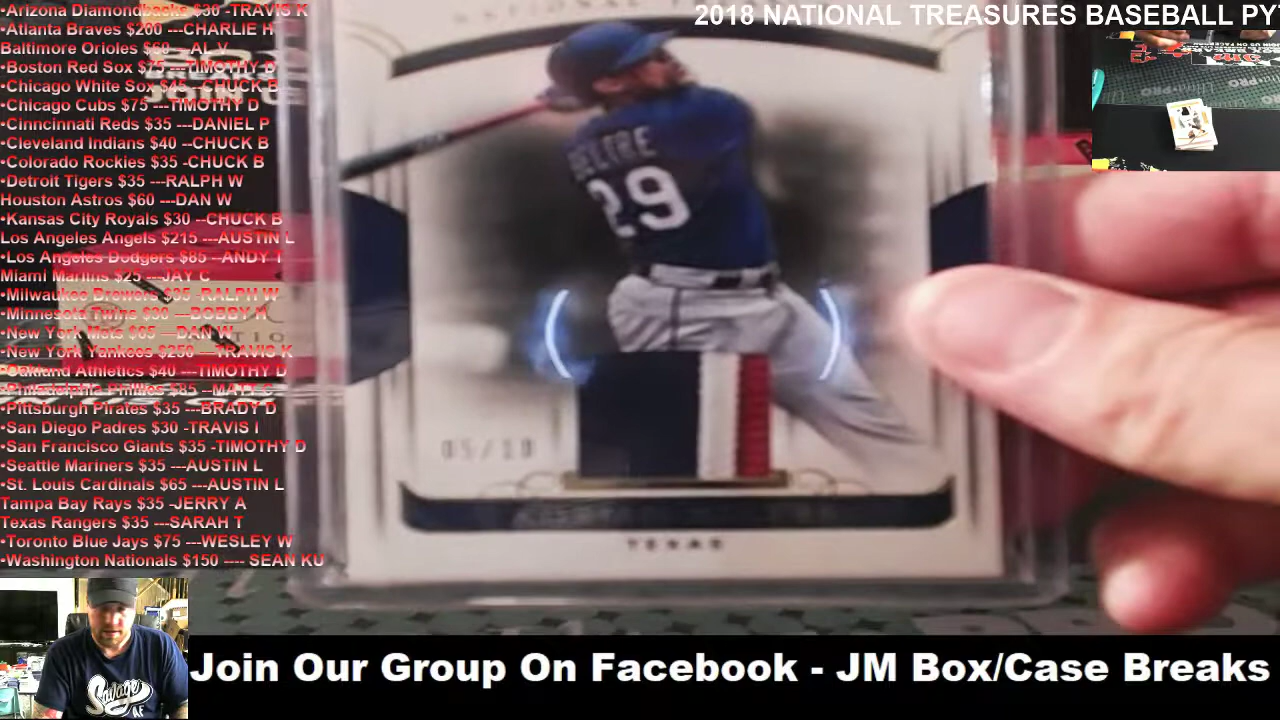 2018 NATIONAL TREASURES BASEBALL PY
•Arizona Diamondbacks $30 -TRAVIS K
•Atlanta Braves $200 ---CHARLIE H
Baltimore Orioles $60 --AL V
•Boston Red Sox $75 ---TIMOTHY D
•Chicago White Sox $45 --CHUCK B
•Chicago Cubs $75 ---TIMOTHY D
•Cinncinnati Reds $35 ---DANIEL P
•Cleveland Indians $40 --CHUCK B
•Colorado Rockies $35 -CHUCK B
•Detroit Tigers $35 ---RALPH W
Houston Astros $60 ---DAN W
•Kansas City Royals $30 --CHUCK B
Los Angeles Angels $215 ---AUSTIN L
•Los Angeles Dodgers $85 --ANDY T
Miami Marlins $25 ---JAY C
•Milwaukee Brewers $35 -RALPH W
•Minnesota Twins $30 ---BOBBY M
•New York Mets $65 ---DAN W
•New York Yankees $250 ---TRAVIS K
•Oakland Athletics $40 ---TIMOTHY D
•Philadelphia Phillies $85 --MATT C
•Pittsburgh Pirates $35 ---BRADY D
•San Diego Padres $30 -TRAVIS I
•San Francisco Giants $35 -TIMOTHY D
•Seattle Mariners $35 ---AUSTIN L
•St. Louis Cardinals $65 ---AUSTIN L
Tampa Bay Rays $35 -JERRY A
Texas Rangers $35 ---SARAH T
•Toronto Blue Jays $75 ---WESLEY W
•Washington Nationals $150 ---- SEAN KU
BELTRE
29
05/10
TEXAS
Savage
AF
Join Our Group On Facebook - JM Box/Case Breaks